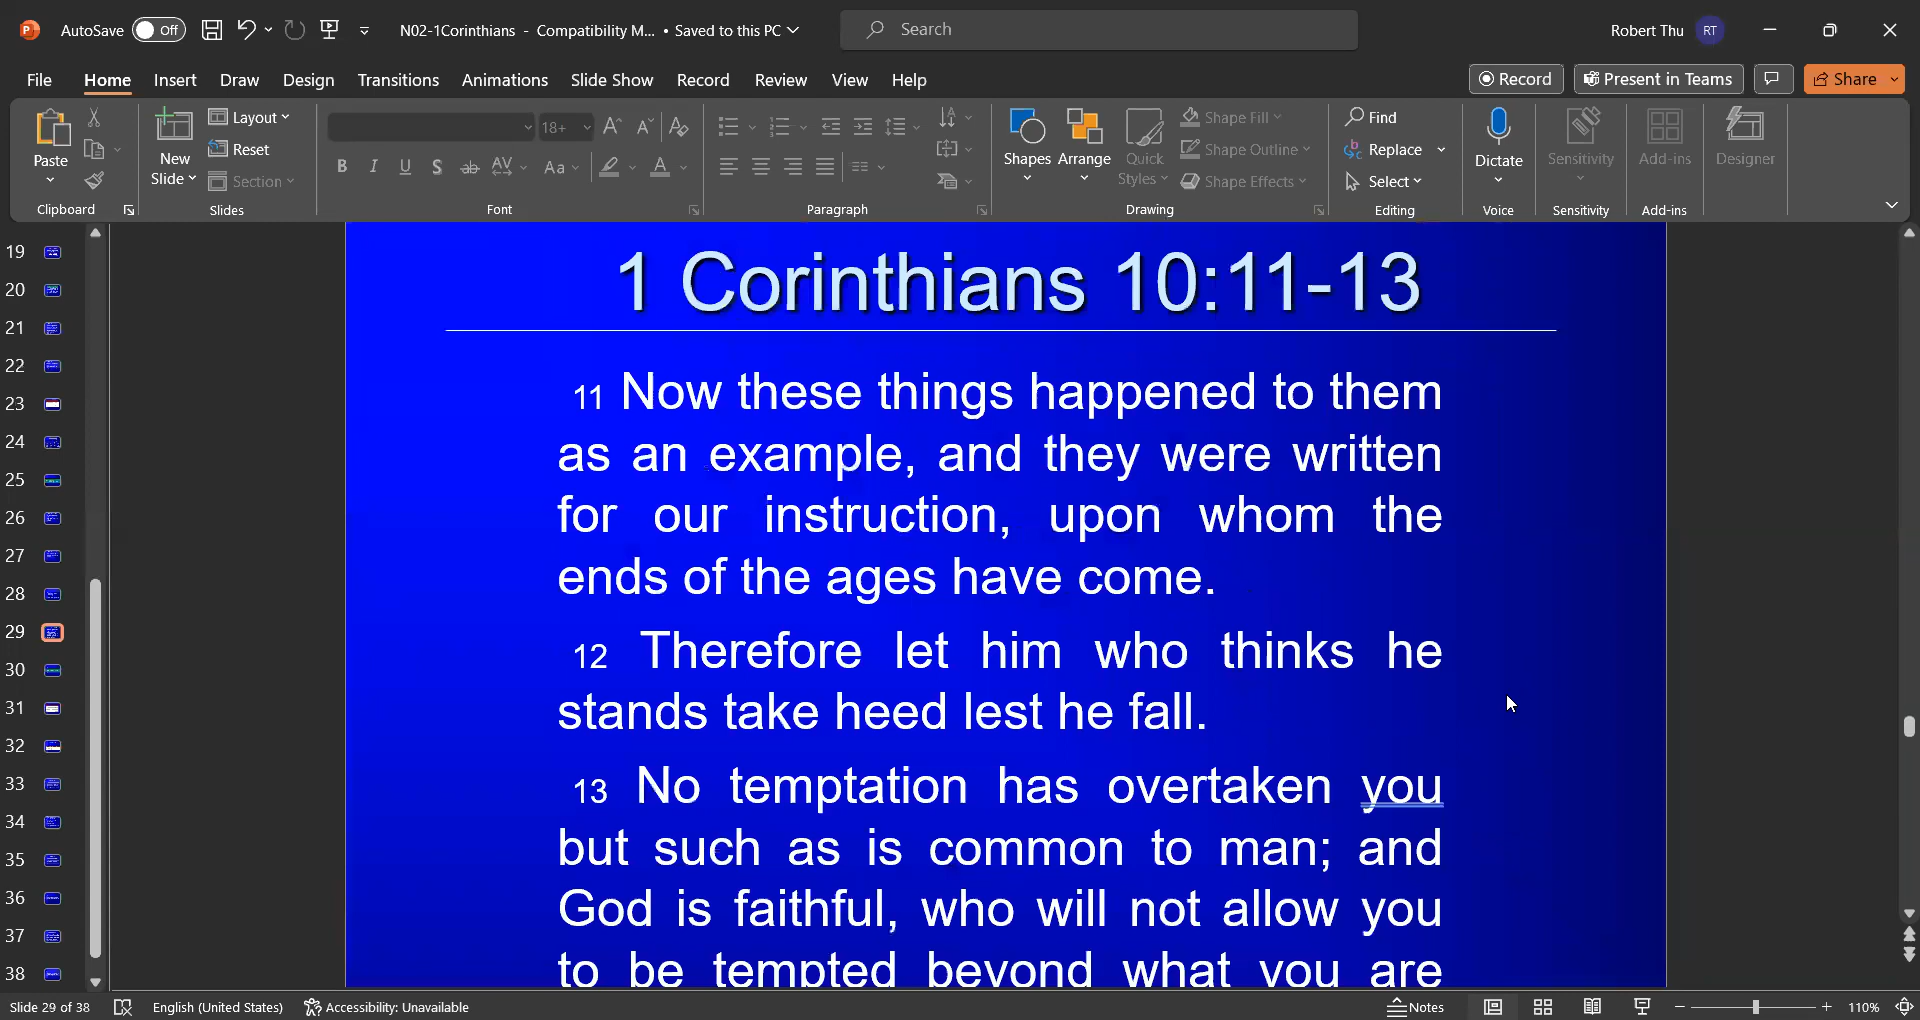 AutoSave Off N02-1Corinthians - Compatibility M... • Saved to this PC Search Robert Thu RT
File Home Insert Draw Design Transitions Animations Slide Show Record Review View Help Record Present in Teams Share
Paste
Clipboard
New Slide
Layout
Reset
Section
Slides
18+
B I U S ab AV Aa A
Font
Paragraph
Shapes
Arrange
Quick Styles
Shape Fill
Shape Outline
Shape Effects
Drawing
Find
Replace
Select
Editing
Dictate
Voice
Sensitivity
Sensitivity
Add-ins
Add-ins
Designer
19
20
21
22
23
24
25
26
27
28
29
30
31
32
33
34
35
36
37
38
1 Corinthians 10:11-13
11 Now these things happened to them
as an example, and they were written
for our instruction, upon whom the
ends of the ages have come.
12 Therefore let him who thinks he
stands take heed lest he fall.
13 No temptation has overtaken you
but such as is common to man; and
God is faithful, who will not allow you
to be tempted beyond what you are
Slide 29 of 38 English (United States) Accessibility: Unavailable Notes 110%